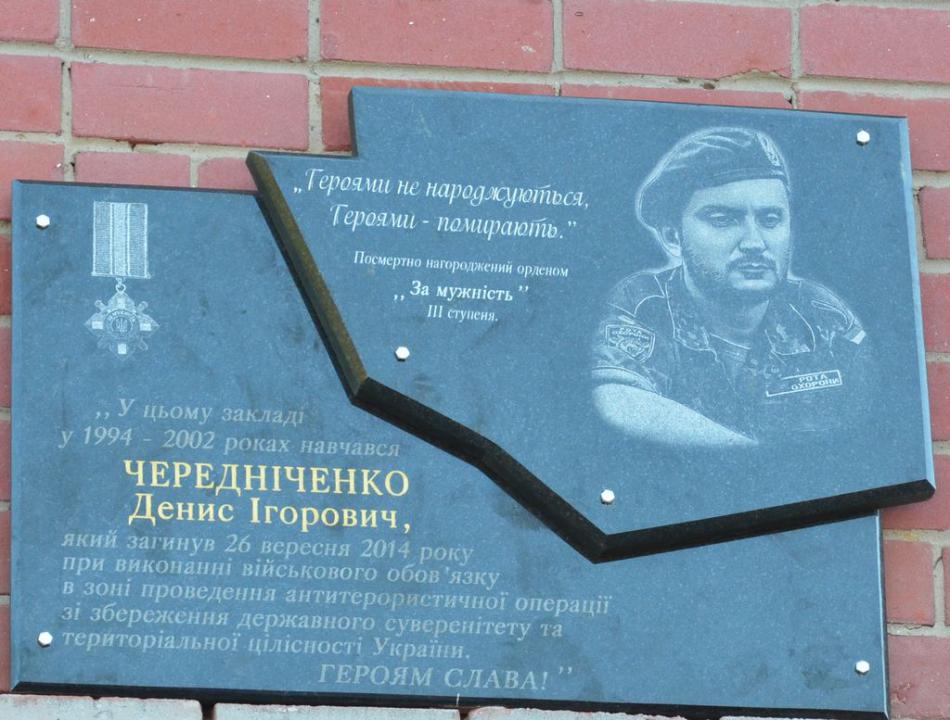 „Героями не народжуються,
Героями - помирають."
Посмертно нагороджений орденом
,,За мужність''
III ступеня.
РОТА
РОТА
ОХОРОНИ
,,У цьому закладі
у 1994 - 2002 роках навчався
ЧЕРЕДНІЧЕНКО
Денис Ігорович,
який загинув 26 вересня 2014 року
при виконанні військового обов'язку
в зоні проведення антитерористичної операції
зі збереження державного суверенітету та
територіальної цілісності України.
ГЕРОЯМ СЛАВА!''